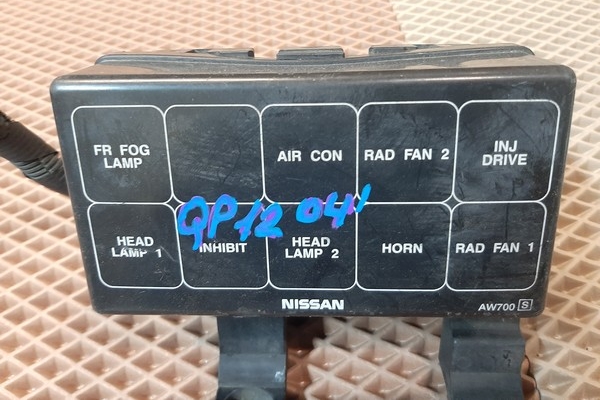 FR FOG
LAMP
AIR CON
RAD FAN 2
INJ
DRIVE
QP12 04'
HEAD
LAMP 1
INHIBIT
HEAD
LAMP 2
HORN
RAD FAN 1
NISSAN
AW700 S